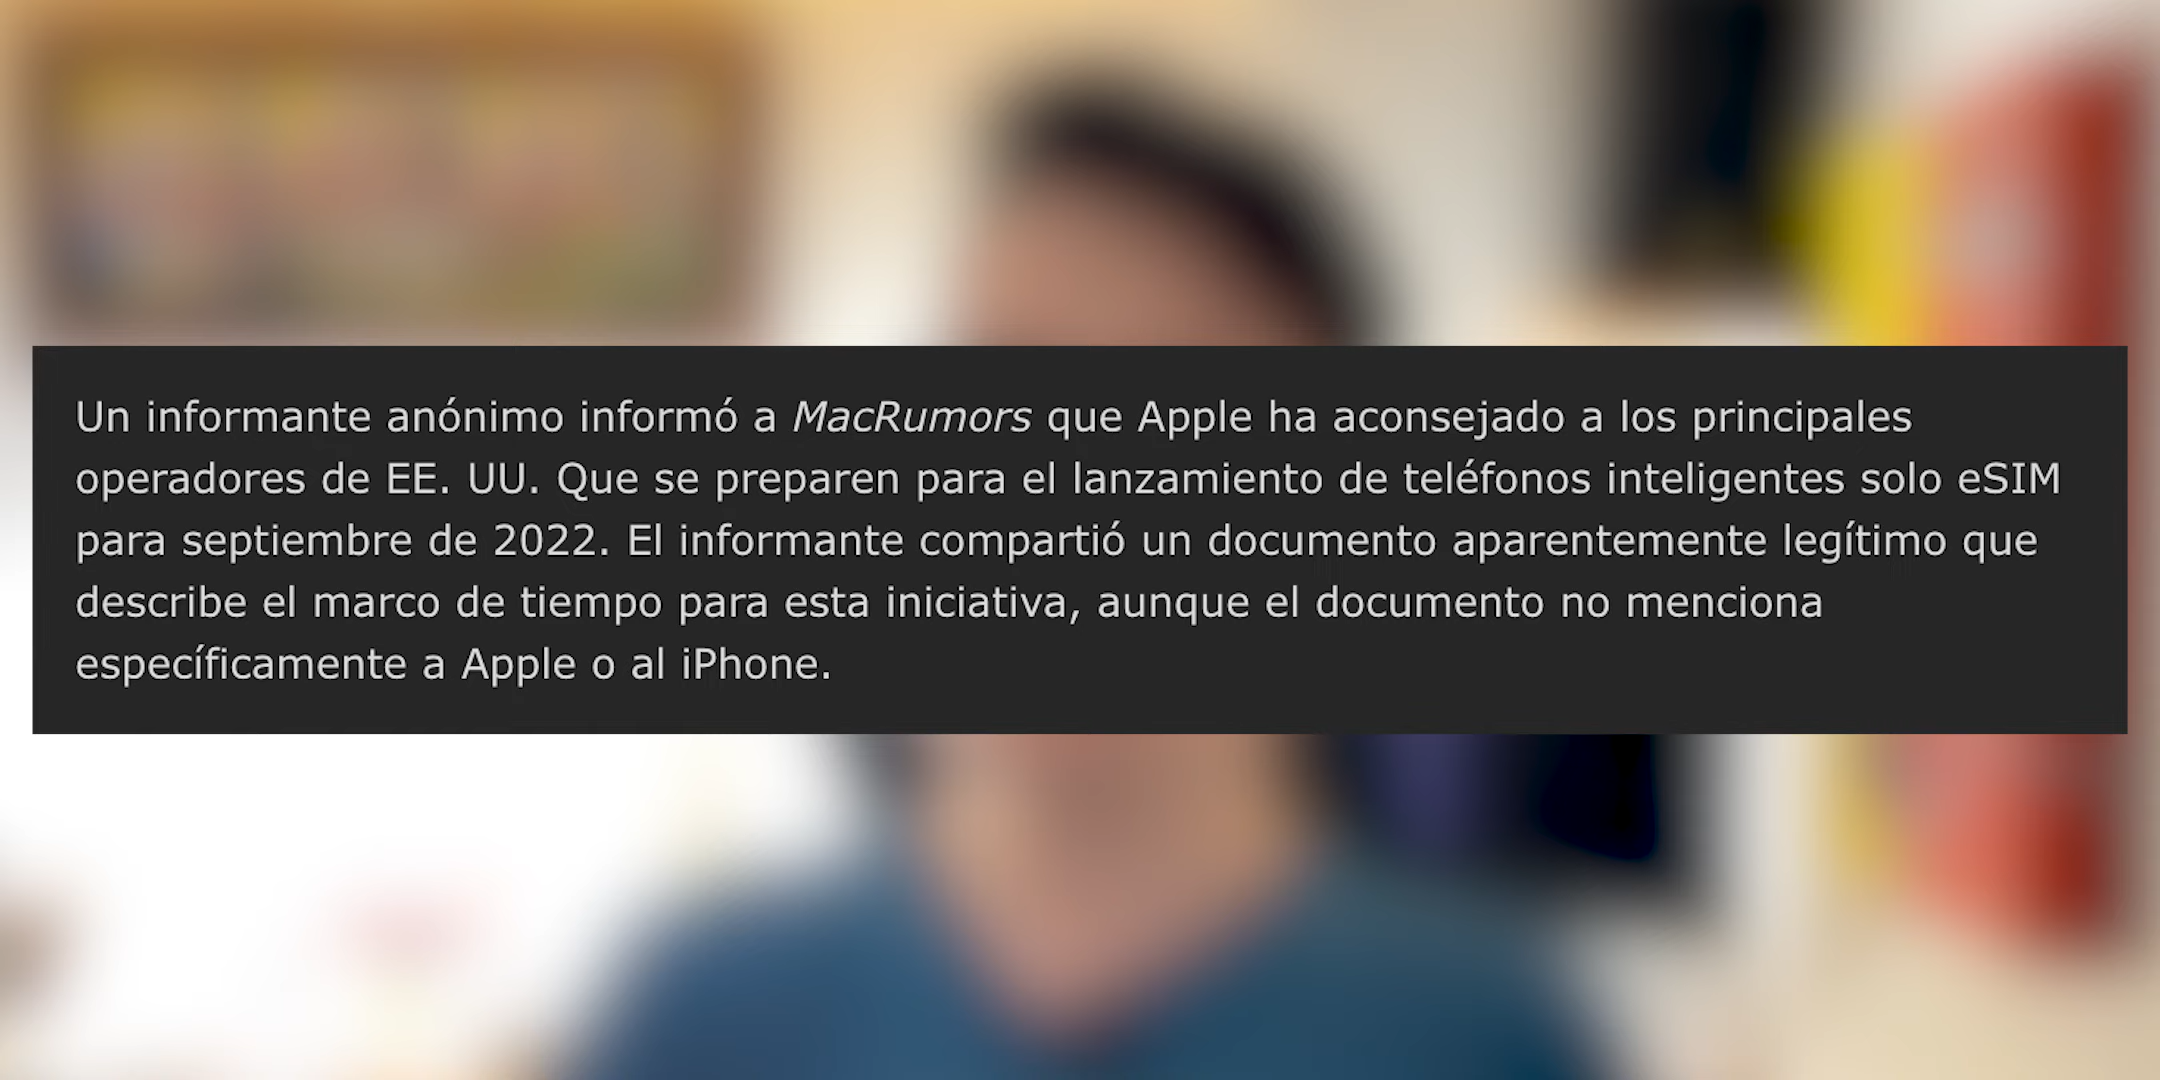 Un informante anónimo informó a MacRumors que Apple ha aconsejado a los principales
operadores de EE. UU. Que se preparen para el lanzamiento de teléfonos inteligentes solo eSIM
para septiembre de 2022. El informante compartió un documento aparentemente legítimo que
describe el marco de tiempo para esta iniciativa, aunque el documento no menciona
específicamente a Apple o al iPhone.